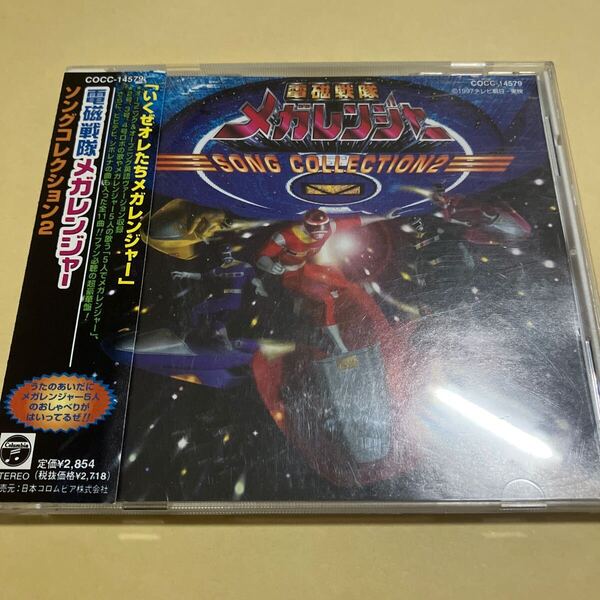 COCC-14579
電磁戦隊メガレンジャー
ソングコレクション2
「いくぜオレたちメガレンジャー」
うたのあいだに
メガレンジャー5人
のおしゃべりが
はいってるぜ!!
Columbia
定価¥2,854
STEREO (税抜価格¥2,718)
発売元:日本コロムビア株式会社
COCC-14579
©1997テレビ朝日・東映
電磁戦隊
メガレンジャー
SONG COLLECTION2